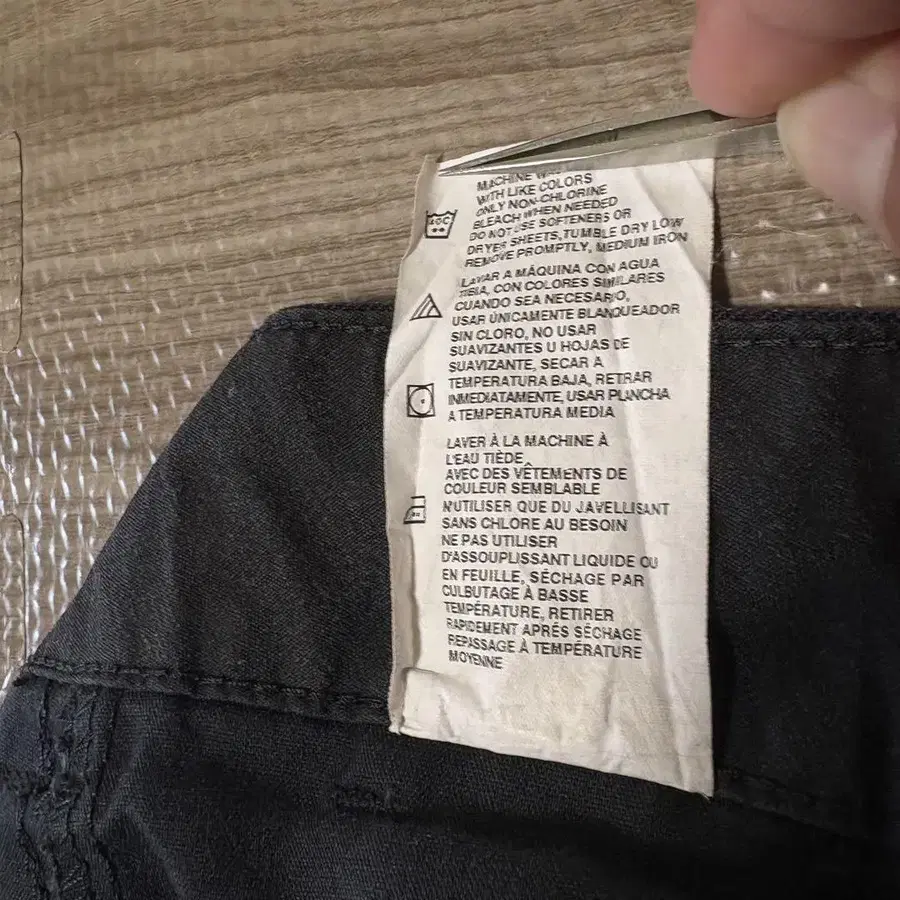 MACHINE
WITH LIKE COLORS
ONLY NON-CHLORINE
BLEACH WHEN NEEDED
DO NOT USE SOFTENERS OR
DRYER SHEETS, TUMBLE DRY LOW
REMOVE PROMPTLY, MEDIUM IRON
40C
LAVAR A MÁQUINA CON AGUA
TIBIA, CON COLORES SIMILARES
CUANDO SEA NECESARIO,
USAR ÚNICAMENTE BLANQUEADOR
SIN CLORO, NO USAR
SUAVIZANTES U HOJAS DE
SUAVIZANTE, SECAR A
TEMPERATURA BAJA, RETIRAR
INMEDIATAMENTE, USAR PLANCHA
A TEMPERATURA MEDIA
LAVER À LA MACHINE À
L'EAU TIÈDE
AVEC DES VÊTEMENTS DE
COULEUR SEMBLABLE
N'UTILISER QUE DU JAVELLISANT
SANS CHLORE AU BESOIN
NE PAS UTILISER
D'ASSOUPLISSANT LIQUIDE OU
EN FEUILLE, SÉCHAGE PAR
CULBUTAGE À BASSE
TEMPÉRATURE, RETIRER
RAPIDEMENT APRÉS SÉCHAGE
REPASSAGE À TEMPÉRATURE
MOYENNE